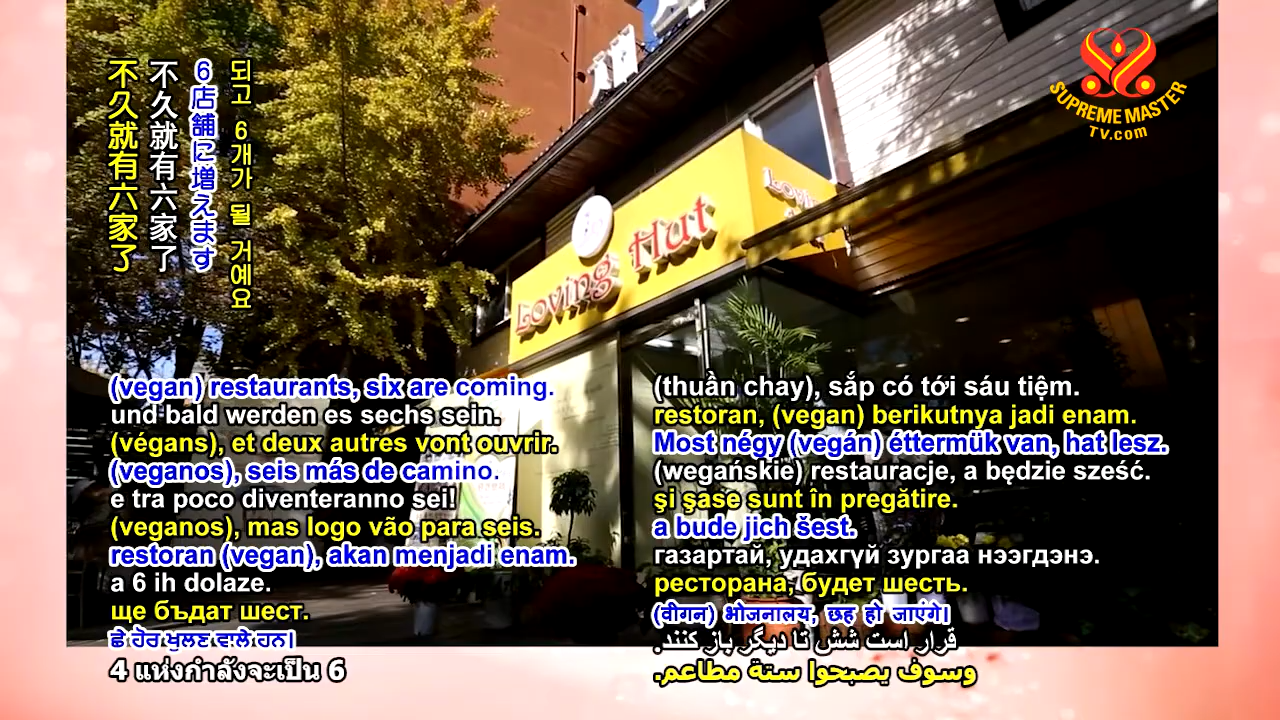 不久就有六家了
不久就有六家了
6店舗に増えます
되고 6개가 될 거예요
SUPREME MASTER
TV.com
Loving Hut
(vegan) restaurants, six are coming.
und bald werden es sechs sein.
(végans), et deux autres vont ouvrir.
(veganos), seis más de camino.
e tra poco diventeranno sei!
(veganos), mas logo vão para seis.
restoran (vegan), akan menjadi enam.
a 6 ih dolaze.
ще бъдат шест.
ਛੇ ਹੋਰ ਖੁਲਣ ਵਾਲੇ ਹਨ।
4 แห่งกำลังจะเป็น 6
(thuần chay), sắp có tới sáu tiệm.
restoran, (vegan) berikutnya jadi enam.
Most négy (vegán) éttermük van, hat lesz.
(wegańskie) restauracje, a będzie sześć.
şi şase sunt în pregătire.
a bude jich šest.
газартай, удахгүй зургаа нээгдэнэ.
ресторана, будет шесть.
(वीगन) भोजनालय, छह हो जाएंगे।
قرار است شش تا دیگر باز کنند.
وسوف يصبحوا ستة مطاعم.